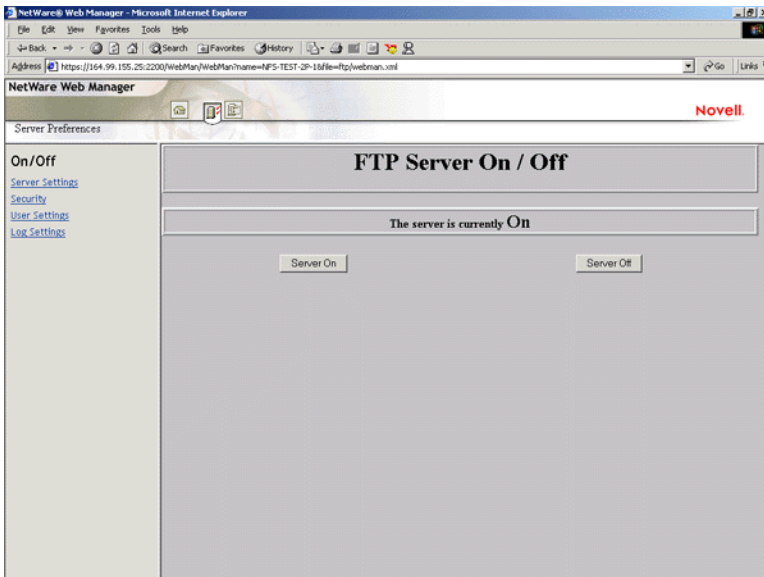 NetWare® Web Manager - Microsoft Internet Explorer
File Edit View Favorites Tools Help
Back Search Favorites History
Address https://164.99.155.25:2200/WebMan/WebMan?name=NFS-TEST-2P-1&file=ftp/webman.xml Go Links
NetWare Web Manager
Novell.
Server Preferences
On/Off
Server Settings
Security
User Settings
Log Settings
FTP Server On / Off
The server is currently On
Server On Server Off